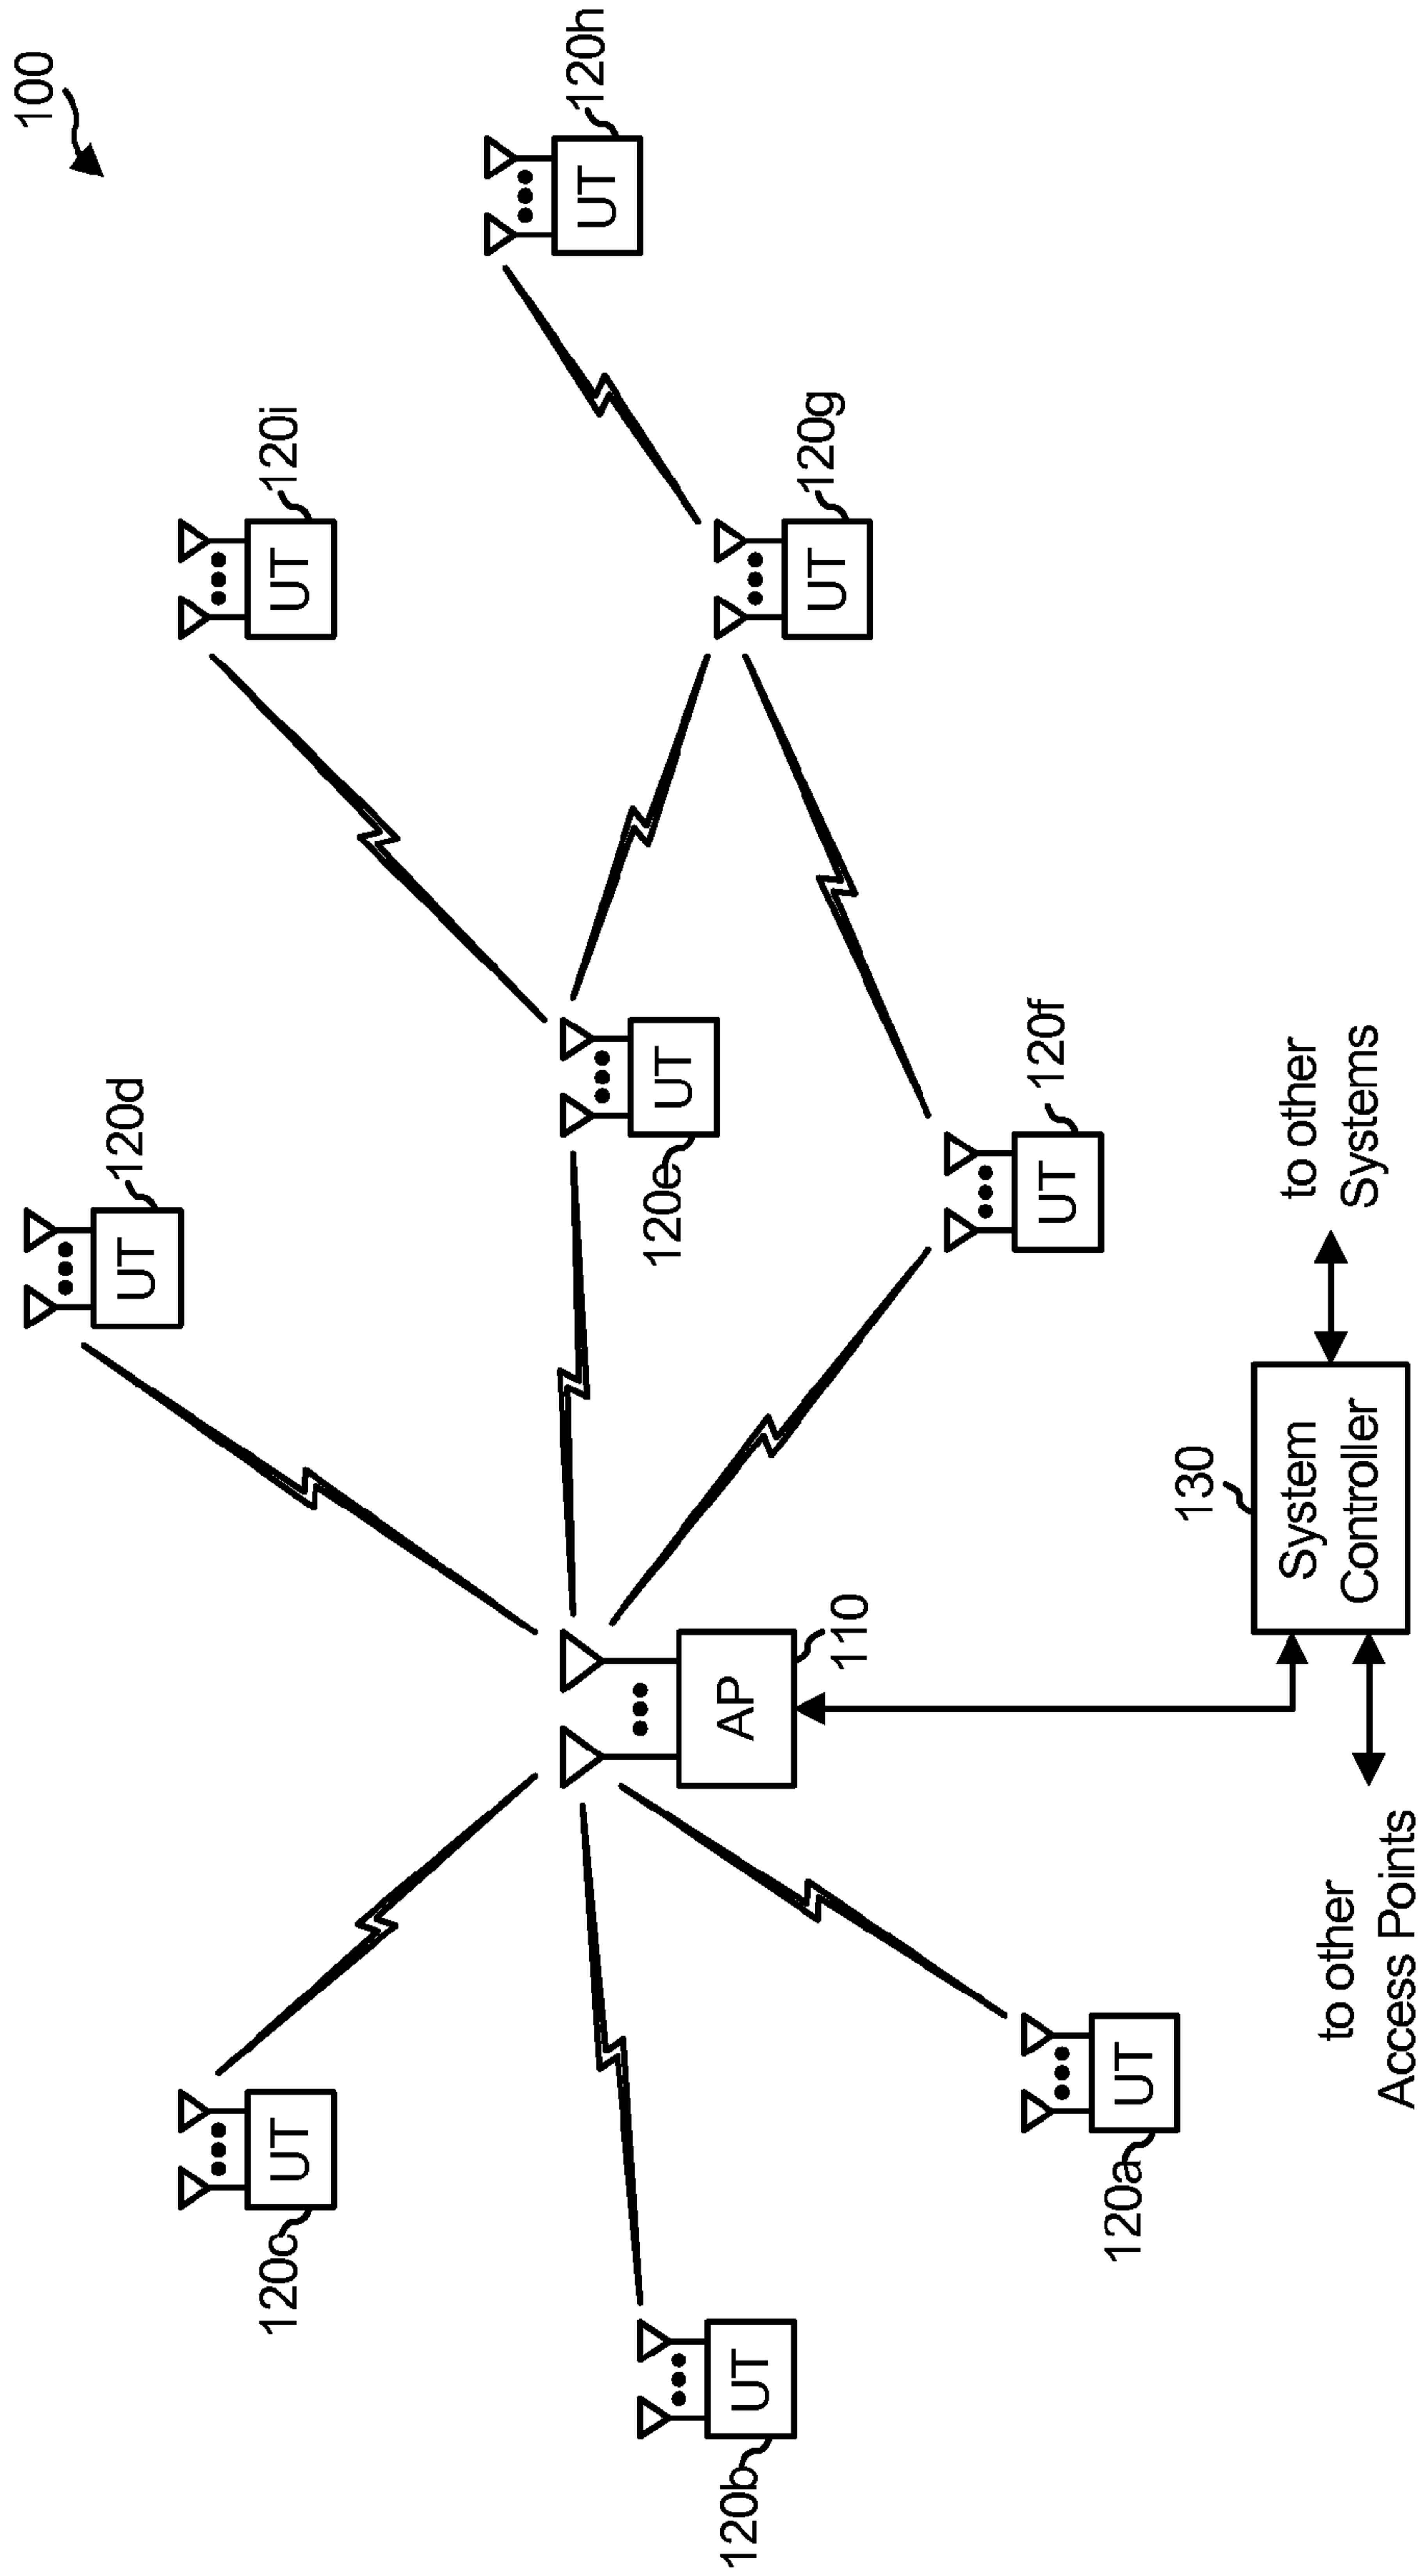 100
120d
UT
120i
UT
120c
UT
120h
UT
120e
UT
120b
UT
AP
110
120g
UT
120f
UT
120a
UT
130
System
Controller
to other
Systems
to other
Access Points